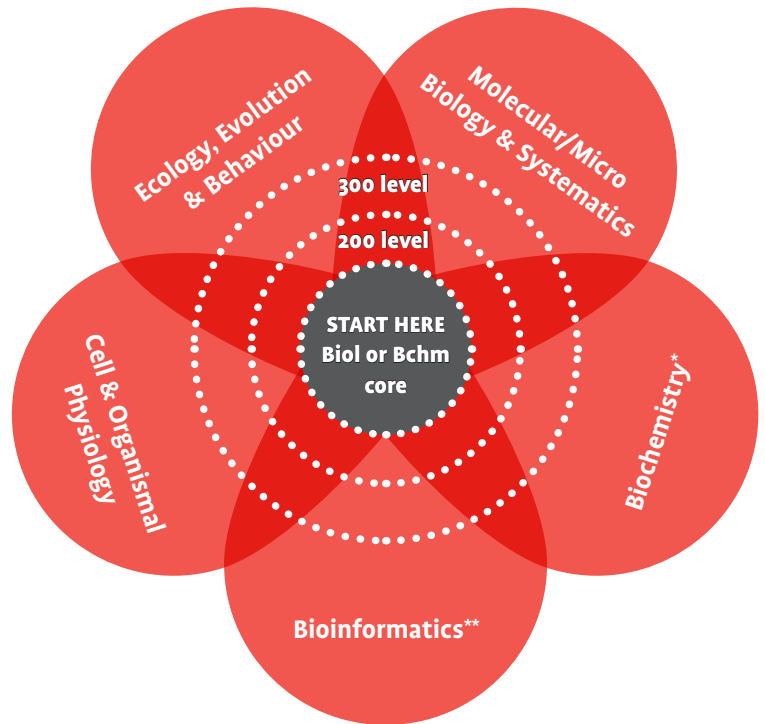 Ecology, Evolution
& Behaviour
Molecular/Micro
Biology & Systematics
300 level
200 level
START HERE
Biol or Bchm
core
Cell & Organismal
Physiology
Biochemistry*
Bioinformatics**